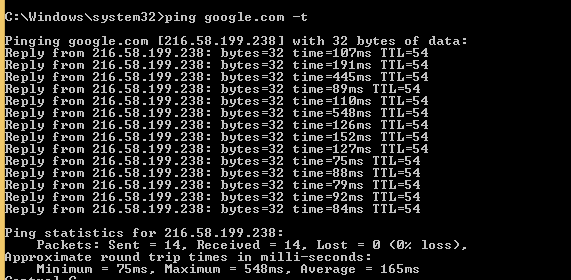 C:\Windows\system32>ping google.com -t
Pinging google.com [216.58.199.238] with 32 bytes of data:
Reply from 216.58.199.238: bytes=32 time=107ms TTL=54
Reply from 216.58.199.238: bytes=32 time=191ms TTL=54
Reply from 216.58.199.238: bytes=32 time=445ms TTL=54
Reply from 216.58.199.238: bytes=32 time=89ms TTL=54
Reply from 216.58.199.238: bytes=32 time=110ms TTL=54
Reply from 216.58.199.238: bytes=32 time=548ms TTL=54
Reply from 216.58.199.238: bytes=32 time=126ms TTL=54
Reply from 216.58.199.238: bytes=32 time=152ms TTL=54
Reply from 216.58.199.238: bytes=32 time=127ms TTL=54
Reply from 216.58.199.238: bytes=32 time=75ms TTL=54
Reply from 216.58.199.238: bytes=32 time=88ms TTL=54
Reply from 216.58.199.238: bytes=32 time=79ms TTL=54
Reply from 216.58.199.238: bytes=32 time=92ms TTL=54
Reply from 216.58.199.238: bytes=32 time=84ms TTL=54
Ping statistics for 216.58.199.238:
Packets: Sent = 14, Received = 14, Lost = 0 (0% loss),
Approximate round trip times in milli-seconds:
Minimum = 75ms, Maximum = 548ms, Average = 165ms